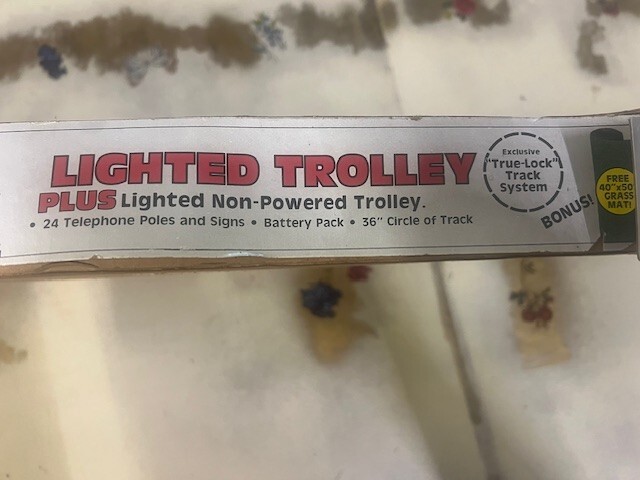 LIGHTED TROLLEY
PLUS Lighted Non-Powered Trolley.
• 24 Telephone Poles and Signs • Battery Pack • 36" Circle of Track
Exclusive
"True-Lock"
Track
System
BONUS!
FREE
40"x50"
GRASS
MAT!